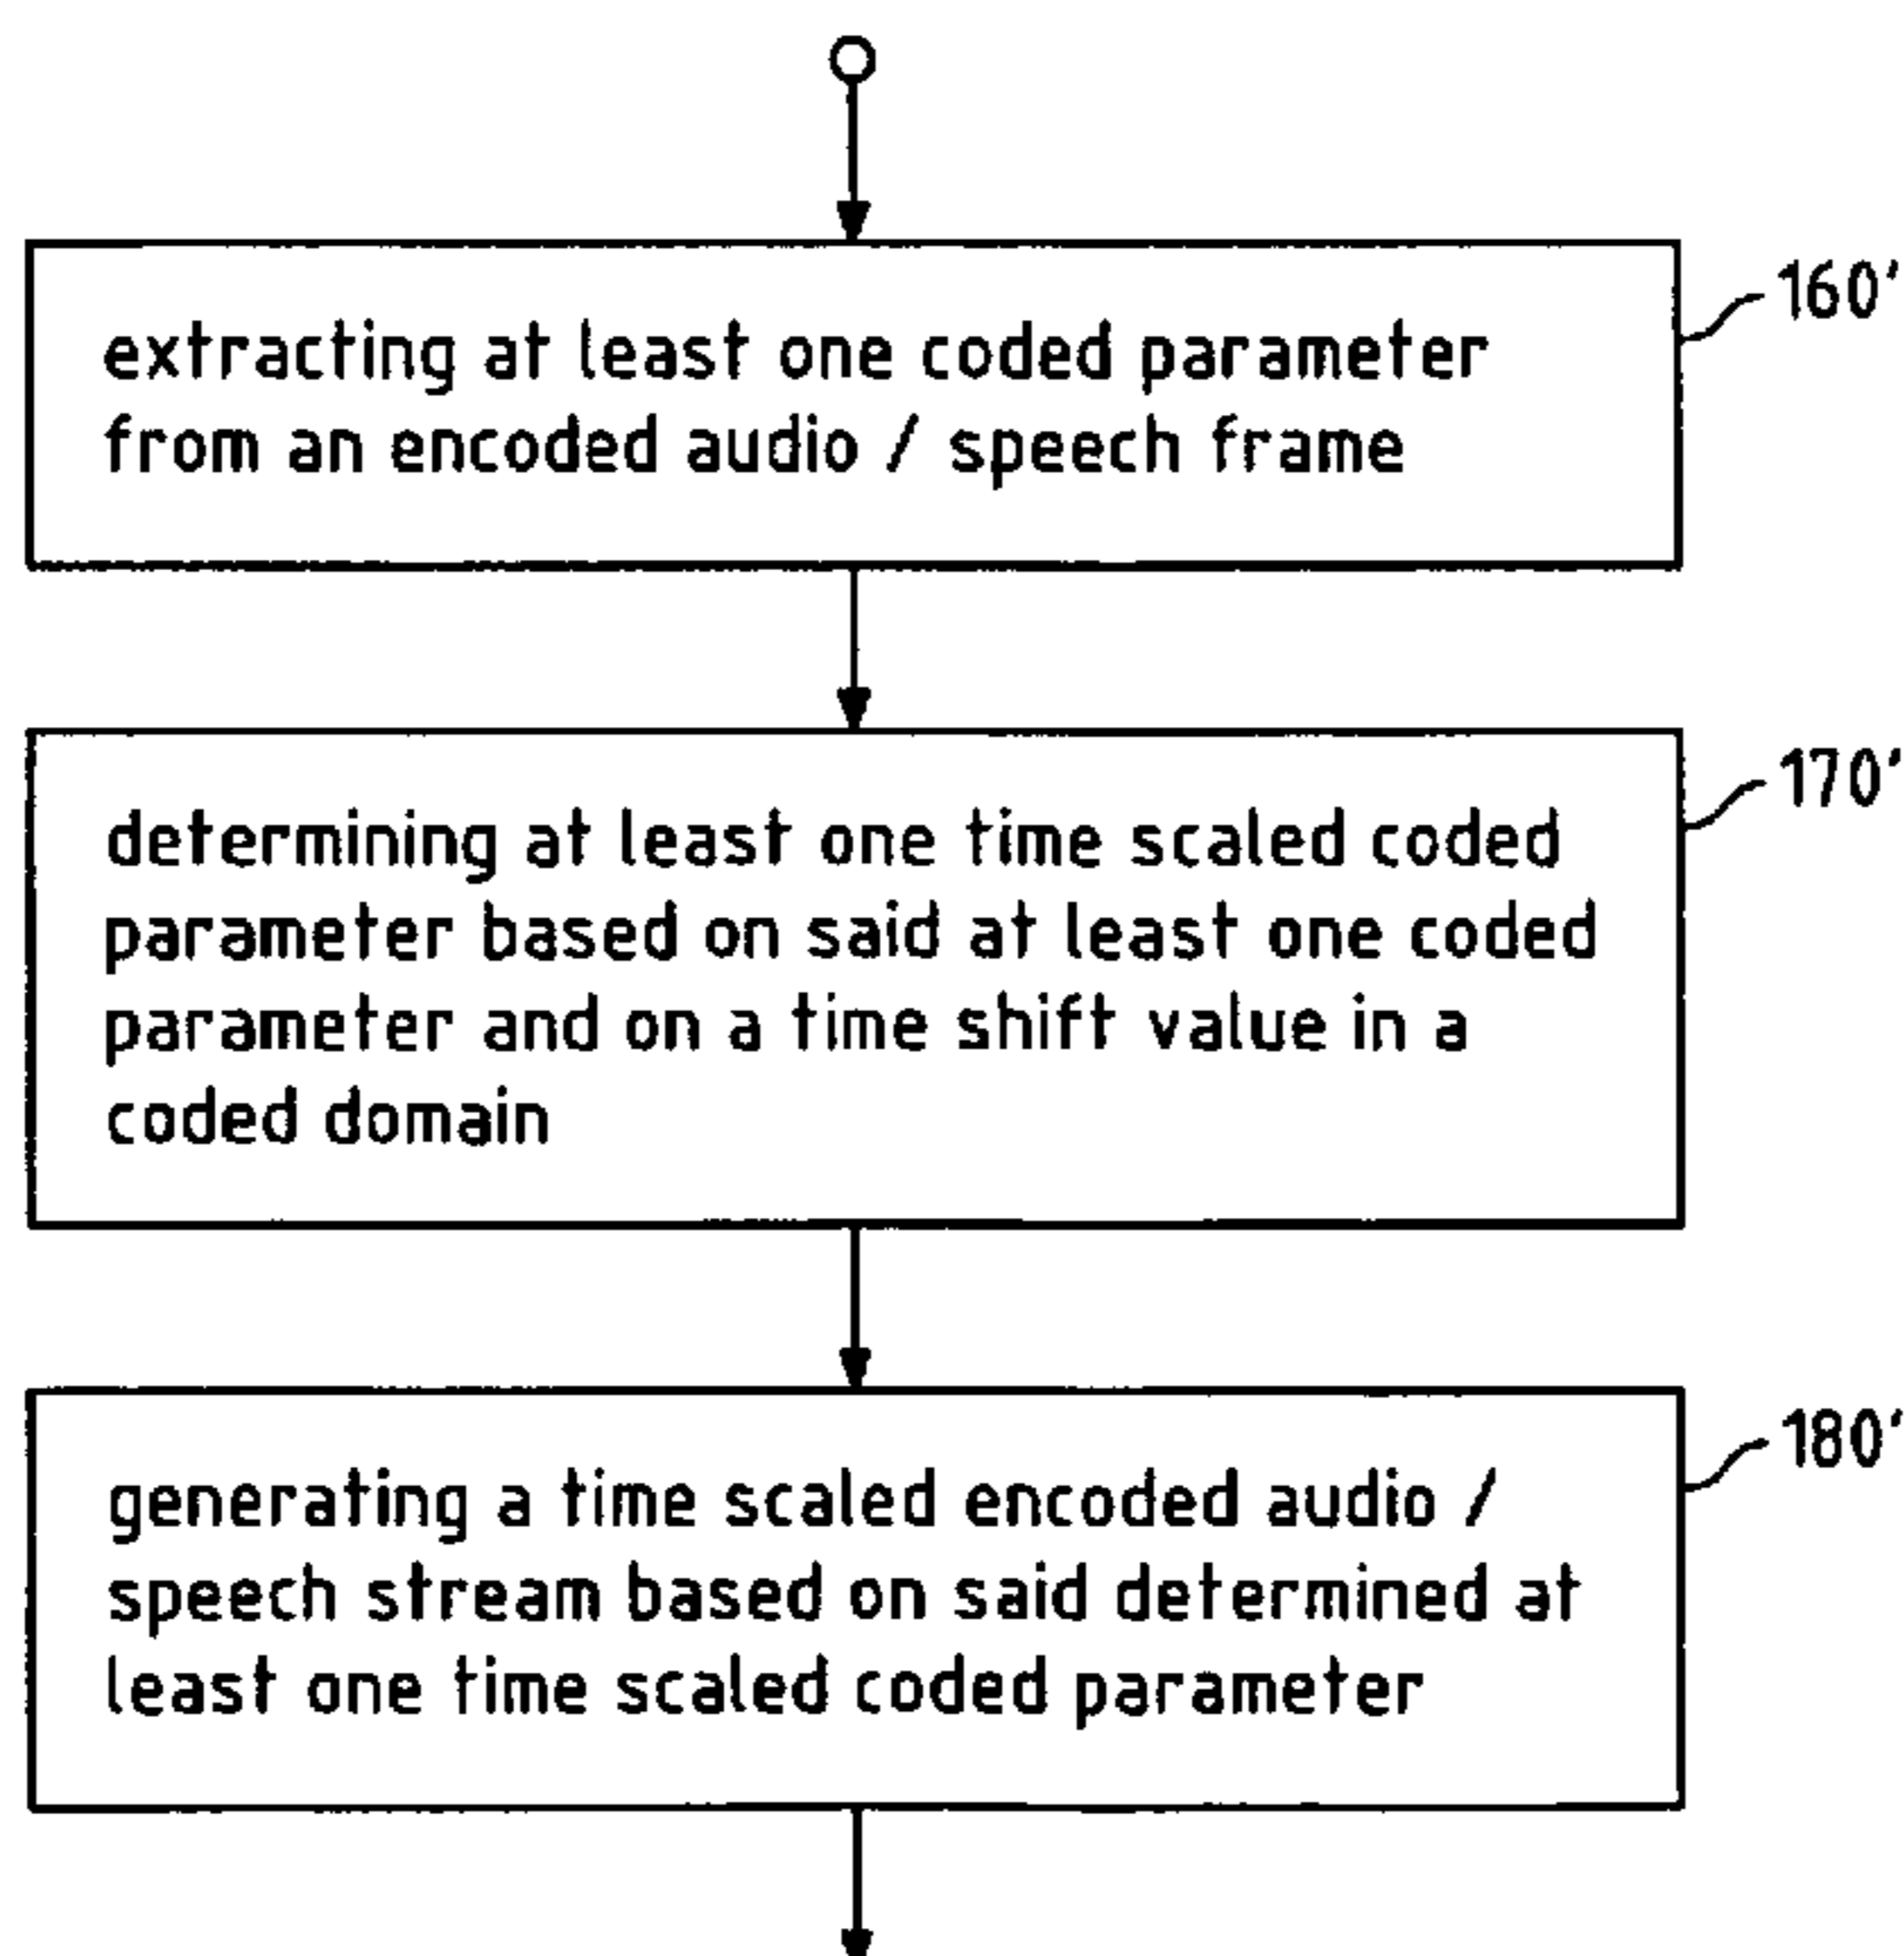 160'
extracting at least one coded parameter
from an encoded audio / speech frame
170'
determining at least one time scaled coded
parameter based on said at least one coded
parameter and on a time shift value in a
coded domain
180'
generating a time scaled encoded audio /
speech stream based on said determined at
least one time scaled coded parameter